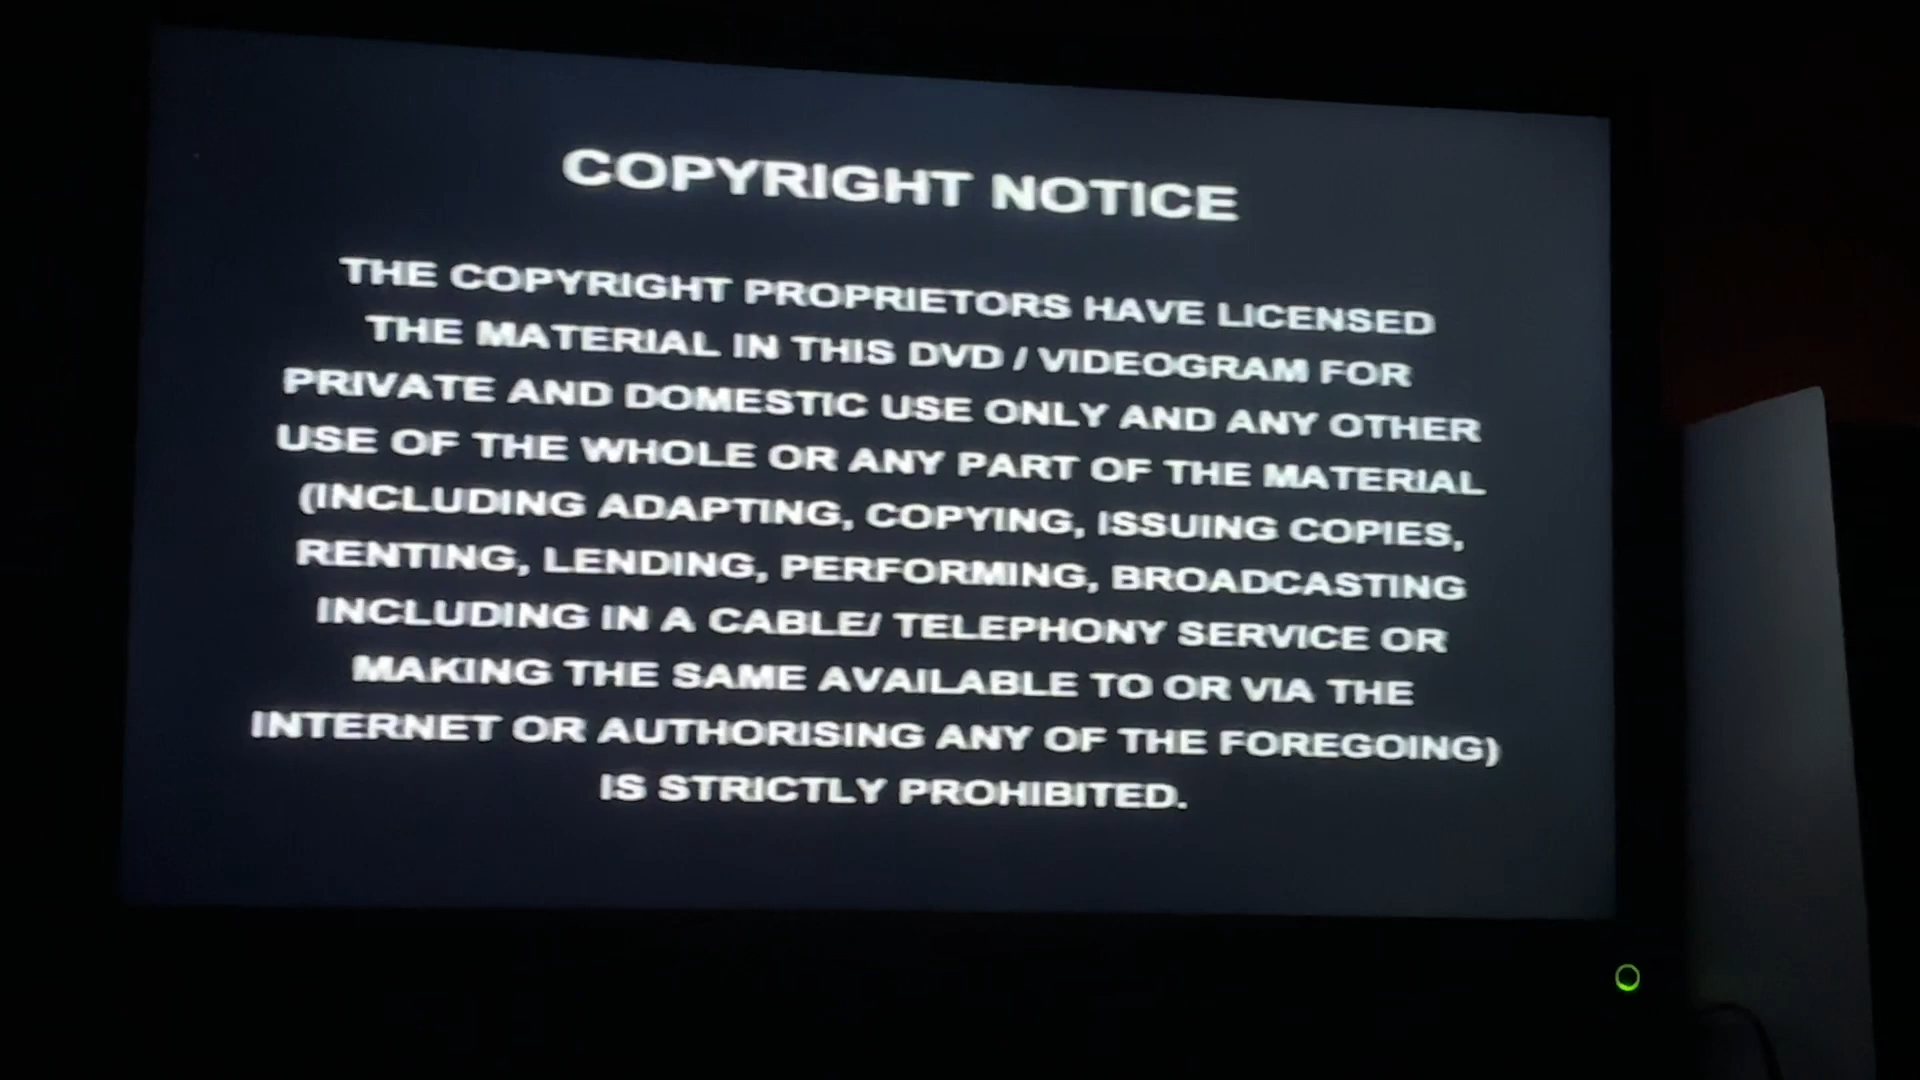 COPYRIGHT NOTICE
THE COPYRIGHT PROPRIETORS HAVE LICENSED
THE MATERIAL IN THIS DVD / VIDEOGRAM FOR
PRIVATE AND DOMESTIC USE ONLY AND ANY OTHER
USE OF THE WHOLE OR ANY PART OF THE MATERIAL
(INCLUDING ADAPTING, COPYING, ISSUING COPIES,
RENTING, LENDING, PERFORMING, BROADCASTING
INCLUDING IN A CABLE/ TELEPHONY SERVICE OR
MAKING THE SAME AVAILABLE TO OR VIA THE
INTERNET OR AUTHORISING ANY OF THE FOREGOING)
IS STRICTLY PROHIBITED.